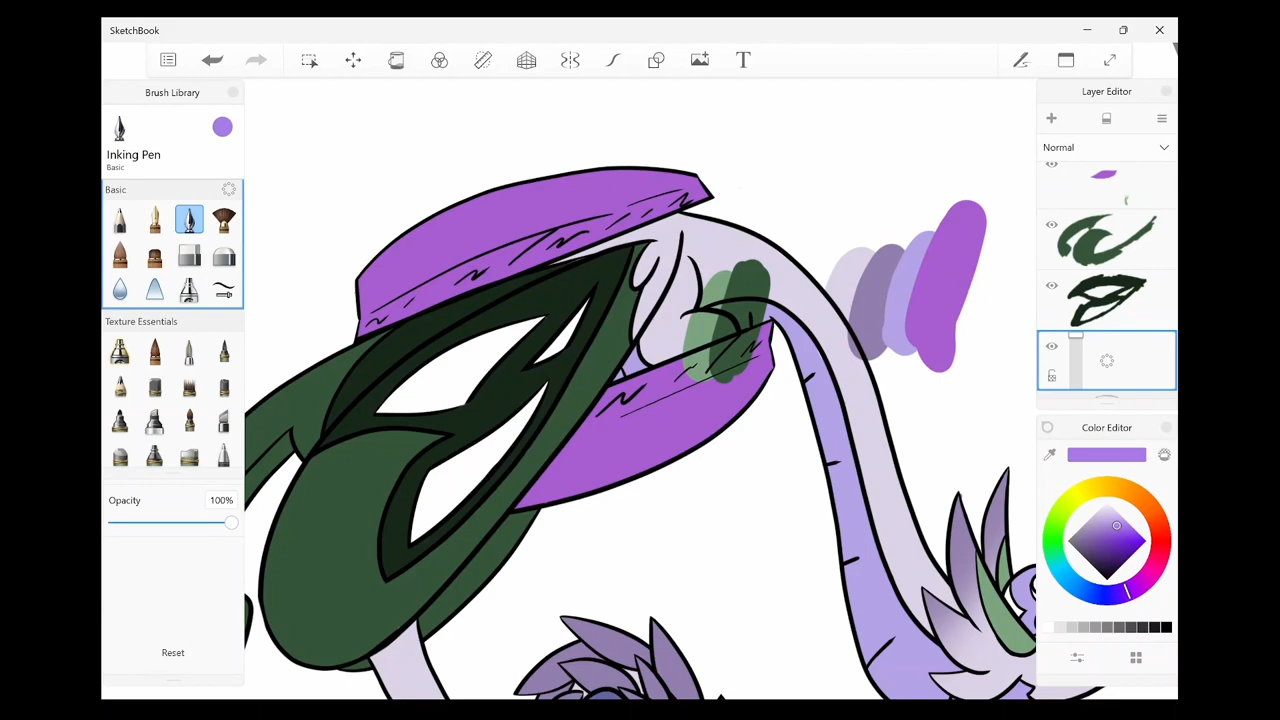 SketchBook
Brush Library
Inking Pen
Basic
Basic
Texture Essentials
Opacity
100%
Reset
T
Layer Editor
Normal
Color Editor